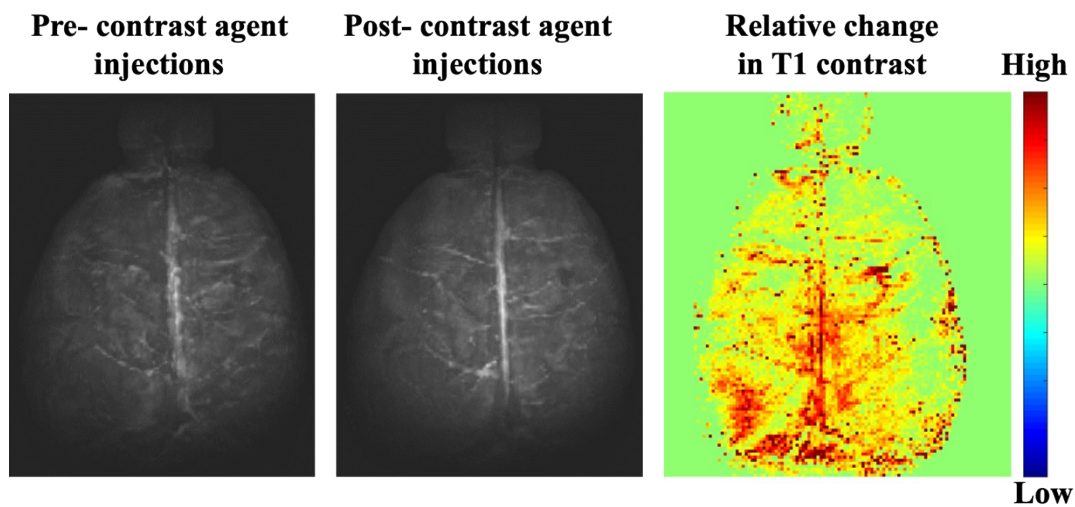 Pre- contrast agent
injections
Post- contrast agent
injections
Relative change
in T1 contrast
High
Low